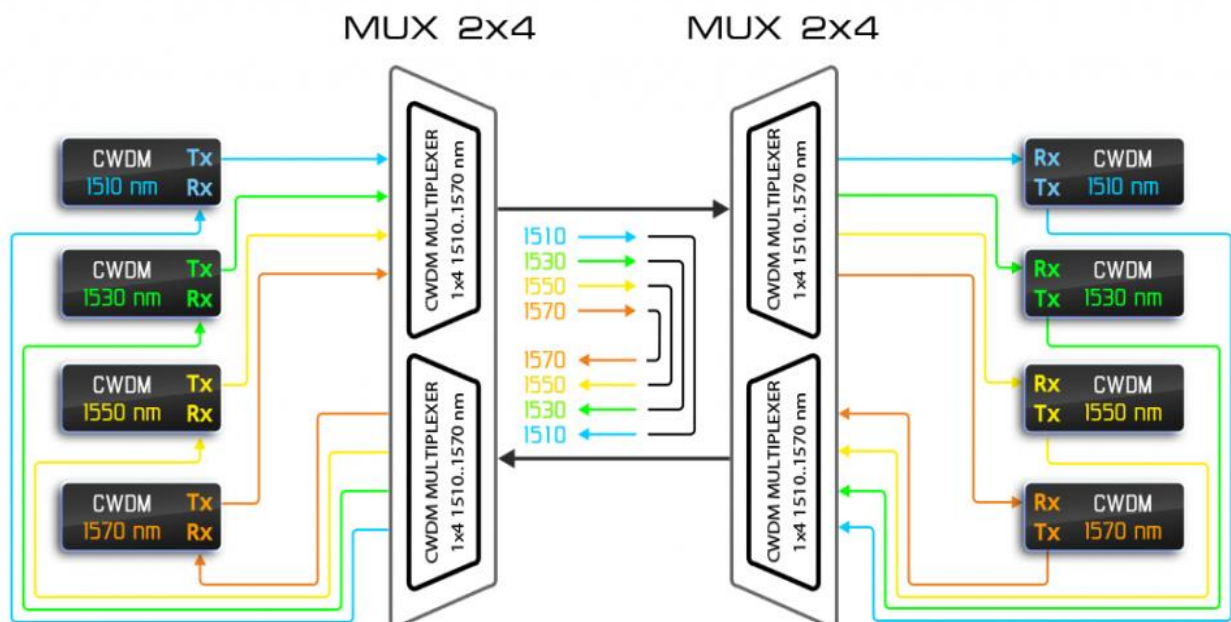 MUX 2x4
MUX 2x4
CWDM Tx
1510 nm Rx
CWDM Tx
1530 nm Rx
CWDM Tx
1550 nm Rx
CWDM Tx
1570 nm Rx
CWDM MULTIPLEXER
1x4 1510..1570 nm
CWDM MULTIPLEXER
1x4 1510..1570 nm
1510
1530
1550
1570
1570
1550
1530
1510
CWDM MULTIPLEXER
1x4 1510..1570 nm
CWDM MULTIPLEXER
1x4 1510..1570 nm
Rx CWDM
Tx 1510 nm
Rx CWDM
Tx 1530 nm
Rx CWDM
Tx 1550 nm
Rx CWDM
Tx 1570 nm